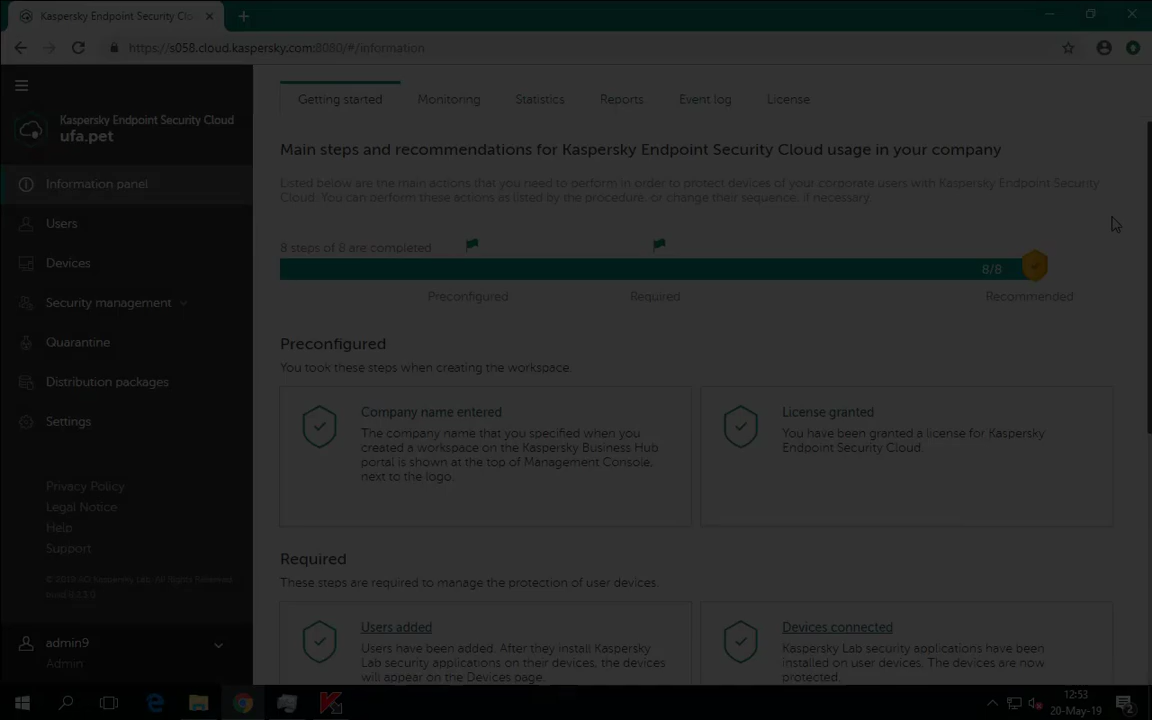 Kaspersky Endpoint Security Clo
https://s058.cloud.kaspersky.com:8080/#/information
Kaspersky Endpoint Security Cloud
ufa.pet
Information panel
Users
Devices
Security management
Quarantine
Distribution packages
Settings
Privacy Policy
Legal Notice
Help
Support
© 2019 AO Kaspersky Lab. All Rights Reserved.
admin9
Admin
Getting started
Monitoring
Statistics
Reports
Event log
License
Main steps and recommendations for Kaspersky Endpoint Security Cloud usage in your company
Listed below are the main actions that you need to perform in order to protect devices of your corporate users with Kaspersky Endpoint Security
Cloud. You can perform these actions as listed by the procedure, or change their sequence, if necessary.
8 steps of 8 are completed
8/8
Preconfigured
Required
Recommended
Preconfigured
You took these steps when creating the workspace.
Company name entered
The company name that you specified when you
created a workspace on the Kaspersky Business Hub
portal is shown at the top of Management Console,
next to the logo.
License granted
You have been granted a license for Kaspersky
Endpoint Security Cloud.
Required
These steps are required to manage the protection of user devices.
Users added
Users have been added. After they install Kaspersky
Lab security applications on their devices, the devices
will appear on the Devices page.
Devices connected
Kaspersky Lab security applications have been
installed on user devices. The devices are now
protected.
12:53
20-May-19
2